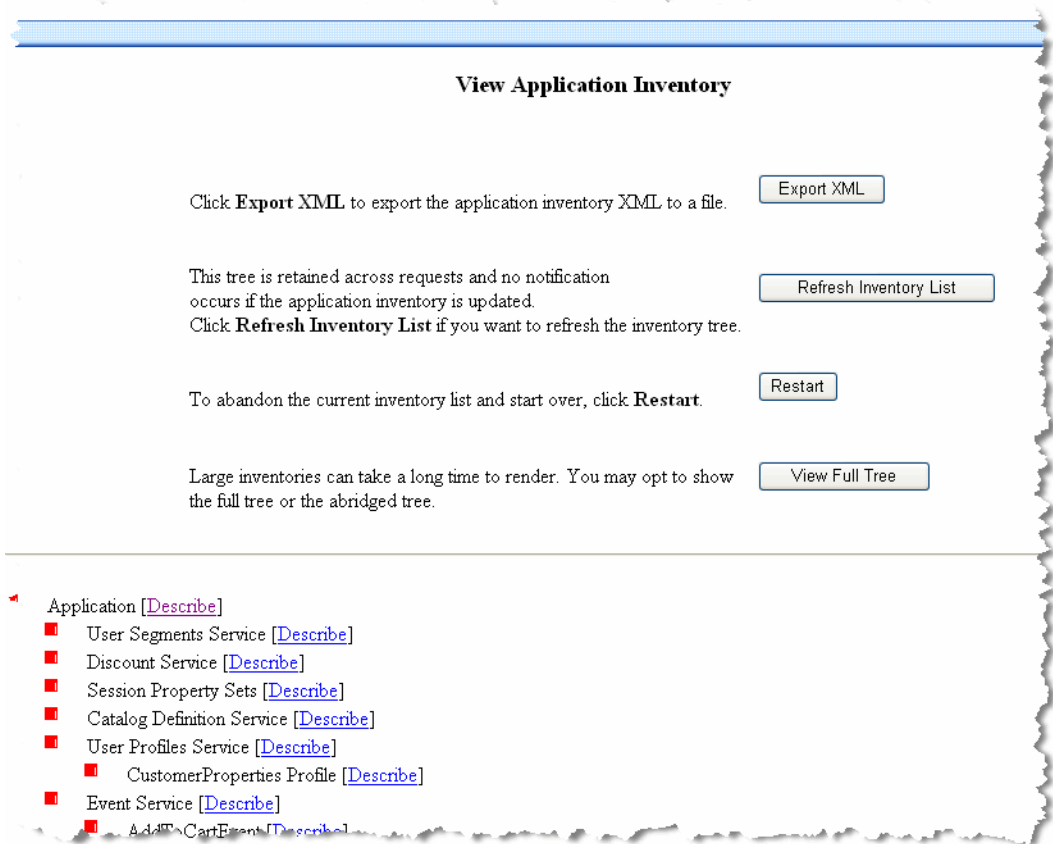 View Application Inventory
Click Export XML to export the application inventory XML to a file.
Export XML
This tree is retained across requests and no notification
occurs if the application inventory is updated.
Click Refresh Inventory List if you want to refresh the inventory tree.
Refresh Inventory List
To abandon the current inventory list and start over, click Restart.
Restart
Large inventories can take a long time to render. You may opt to show
the full tree or the abridged tree.
View Full Tree
Application [Describe]
User Segments Service [Describe]
Discount Service [Describe]
Session Property Sets [Describe]
Catalog Definition Service [Describe]
User Profiles Service [Describe]
CustomerProperties Profile [Describe]
Event Service [Describe]
AddToCartEvent [Describe]